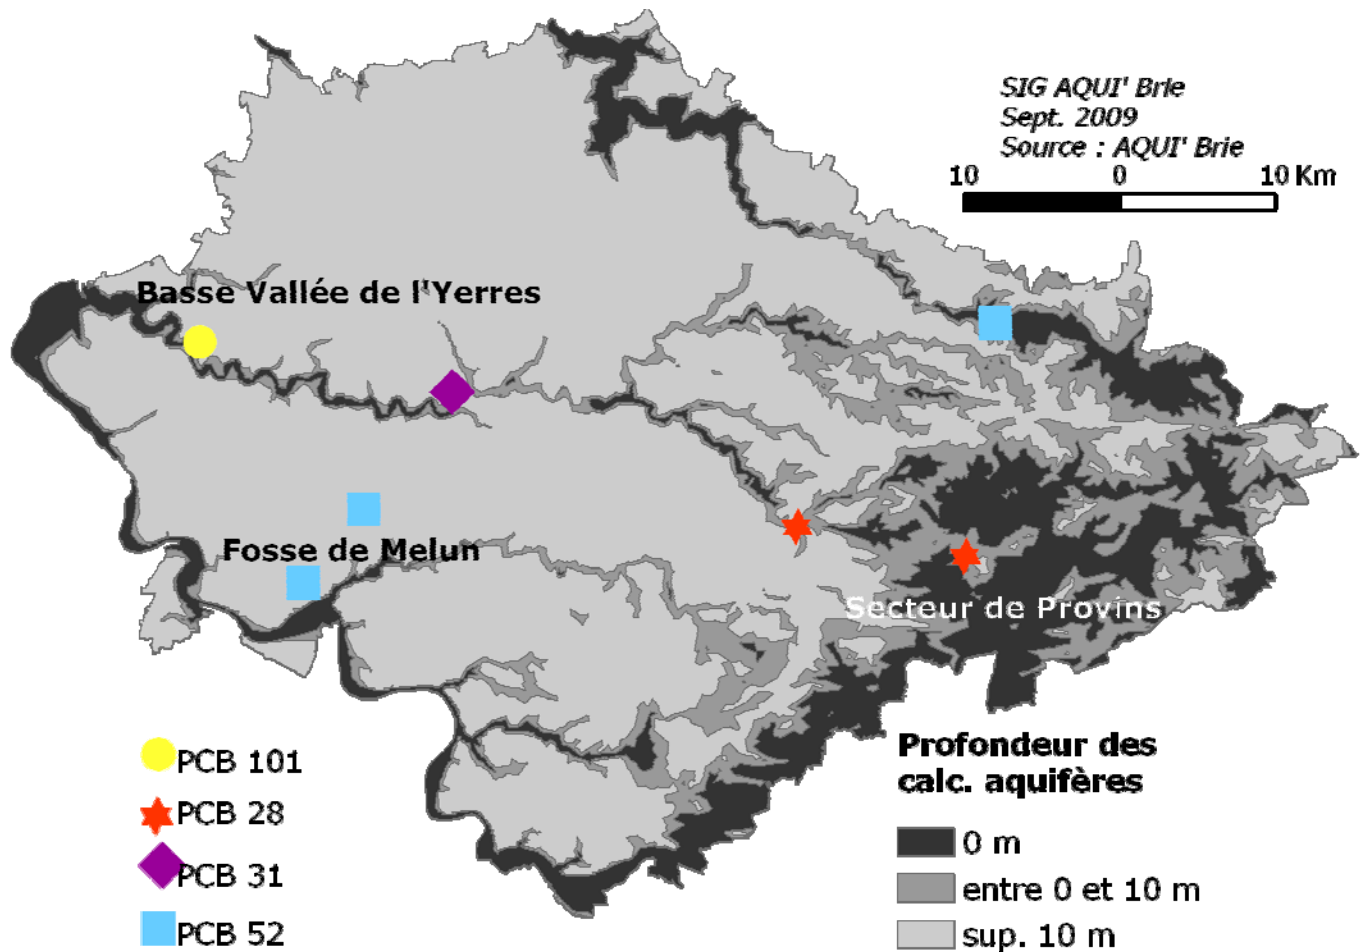 SIG AQUI' Brie
Sept. 2009
Source : AQUI' Brie
10 0 10 Km
Basse Vallée de l'Yerres
Fosse de Melun
Secteur de Provins
PCB 101
PCB 28
PCB 31
PCB 52
Profondeur des
calc. aquifères
0 m
entre 0 et 10 m
sup. 10 m